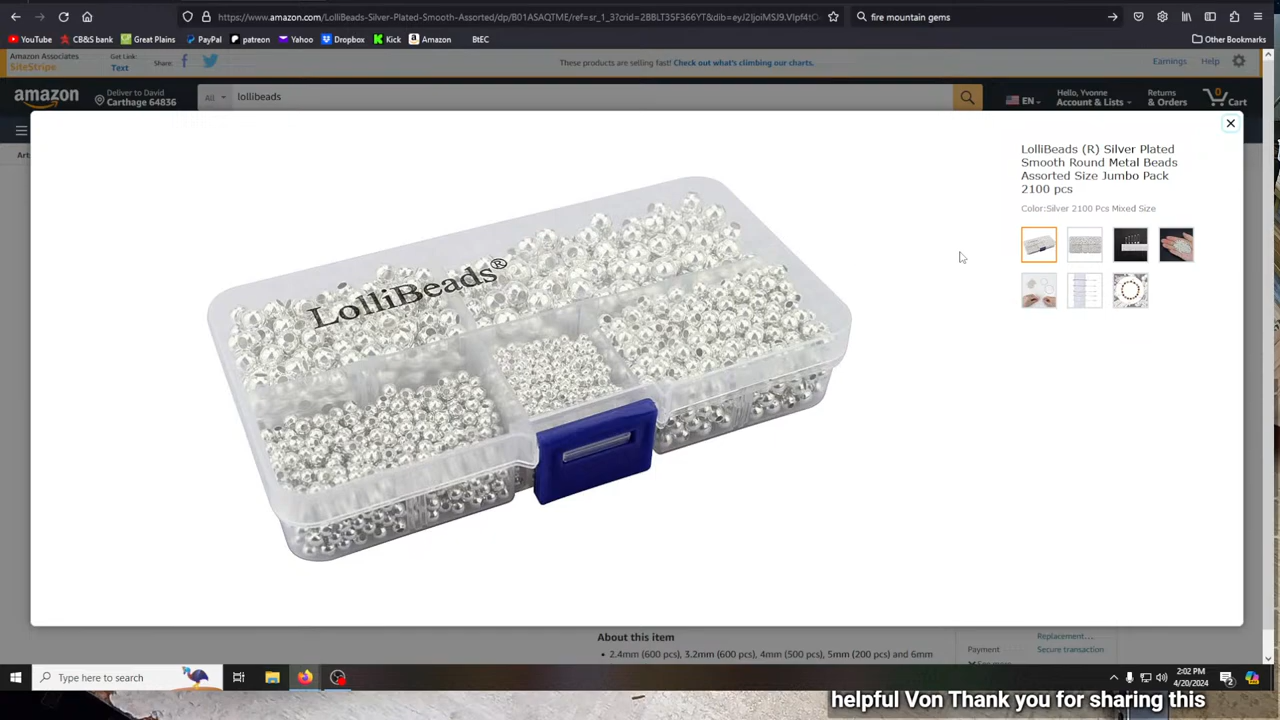 https://www.amazon.com/LolliBeads-Silver-Plated-Smooth-Assorted/dp/B01ASAQTME/ref=sr_1_3?crid=2BBLT35F366YT&dib=eyJ2IjoiMSJ9.VIpf4tC
fire mountain gems
YouTube CB&S bank Great Plains PayPal patreon Yahoo Dropbox Kick Amazon BtEC Other Bookmarks
Amazon Associates
SiteStripe
Get Link:
Text
Share:
These products are selling fast! Check out what's climbing our charts.
Earnings Help
amazon
Deliver to David
Carthage 64836
All
lollibeads
EN
Hello, Yvonne
Account & Lists
Returns
& Orders
0
Cart
LolliBeads (R) Silver Plated
Smooth Round Metal Beads
Assorted Size Jumbo Pack
2100 pcs
Color:Silver 2100 Pcs Mixed Size
LolliBeads®
About this item
• 2.4mm (600 pcs), 3.2mm (600 pcs), 4mm (500 pcs), 5mm (200 pcs) and 6mm
Replacement...
Payment Secure transaction
Type here to search
2:02 PM
4/20/2024
2
helpful Von Thank you for sharing this